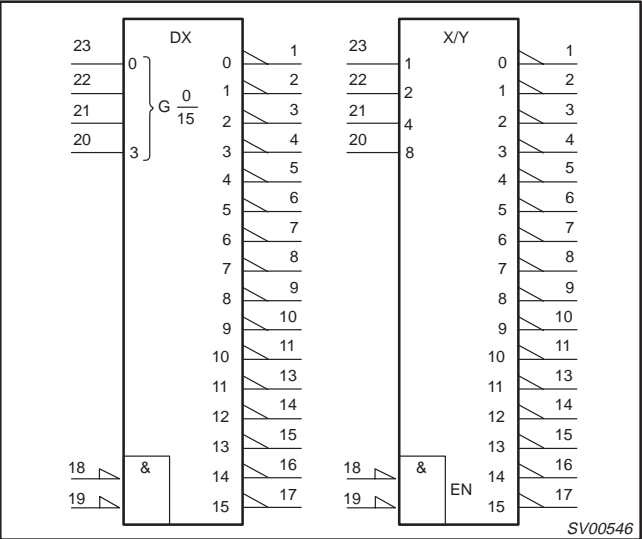 DX X/Y
23 0 0 1 23 1 0 1
22 1 2 22 2 1 2
G 0/15
21 2 3 21 4 2 3
20 3 3 4 20 8 3 4
4 5 4 5
5 6 5 6
6 7 6 7
7 8 7 8
8 9 8 9
9 10 9 10
10 11 10 11
11 13 11 13
12 14 12 14
13 15 13 15
18 & 14 16 18 & 14 16
EN
19 15 17 19 15 17
SV00546